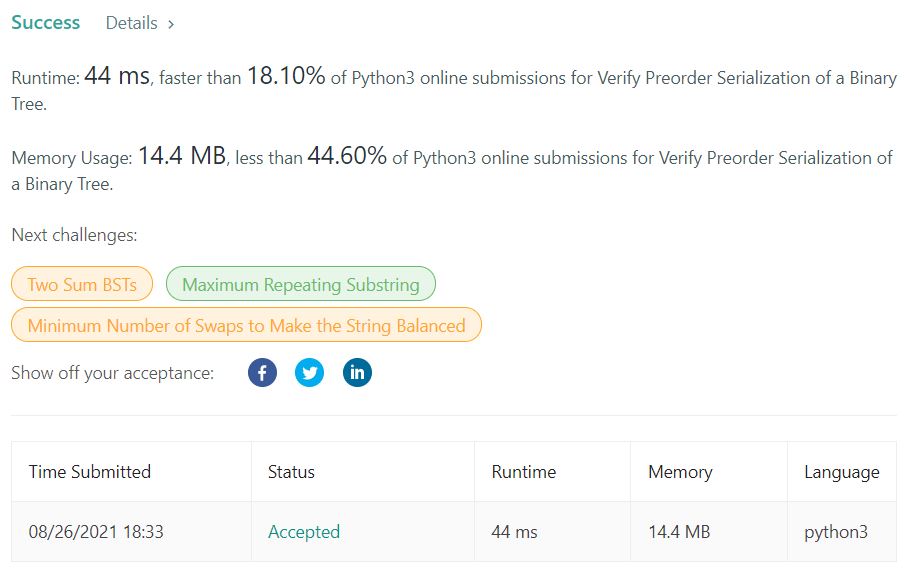 Success Details >
Runtime: 44 ms, faster than 18.10% of Python3 online submissions for Verify Preorder Serialization of a Binary
Tree.
Memory Usage: 14.4 MB, less than 44.60% of Python3 online submissions for Verify Preorder Serialization of
a Binary Tree.
Next challenges:
Two Sum BSTs Maximum Repeating Substring
Minimum Number of Swaps to Make the String Balanced
Show off your acceptance: f in
Time Submitted Status Runtime Memory Language
08/26/2021 18:33 Accepted 44 ms 14.4 MB python3